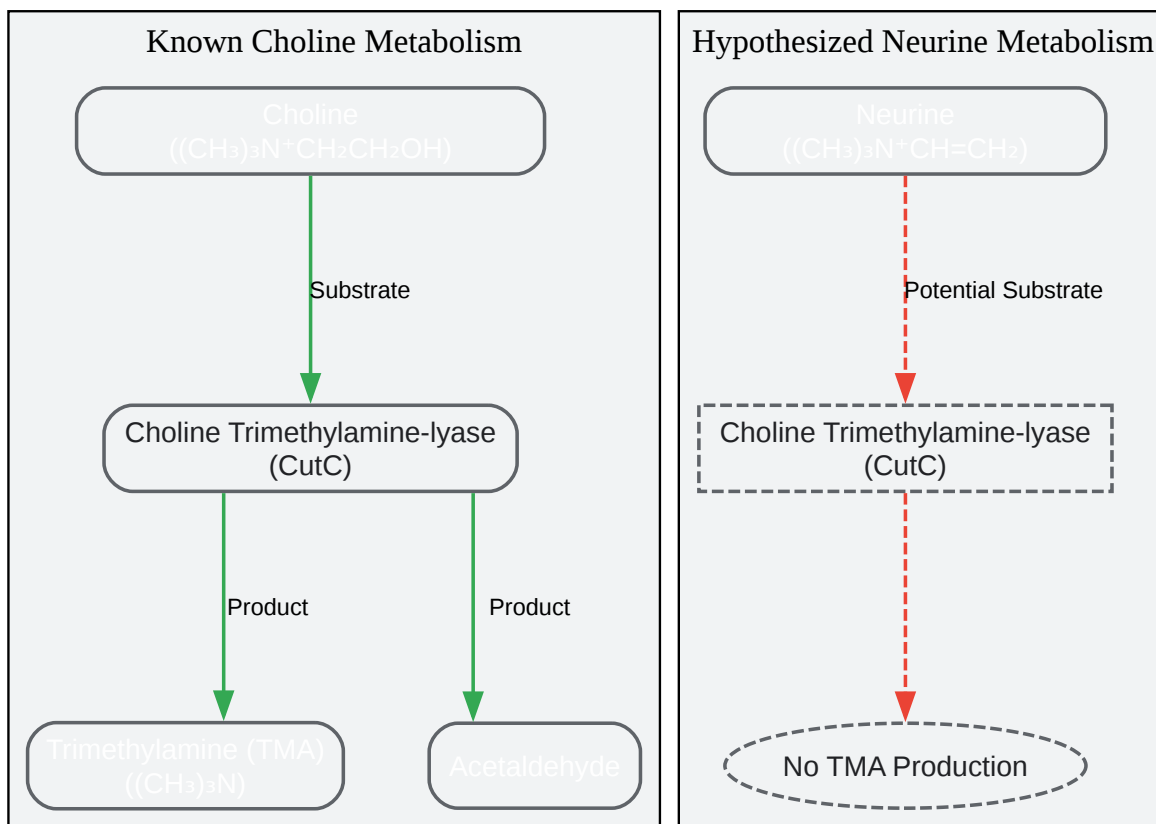 Known Choline Metabolism
Choline
((CH₃)₃N⁺CH₂CH₂OH)
Substrate
Choline Trimethylamine-lyase
(CutC)
Product
Product
Trimethylamine (TMA)
((CH₃)₃N)
Acetaldehyde
Hypothesized Neurine Metabolism
Neurine
((CH₃)₃N⁺CH=CH₂)
Potential Substrate
Choline Trimethylamine-lyase
(CutC)
No TMA Production